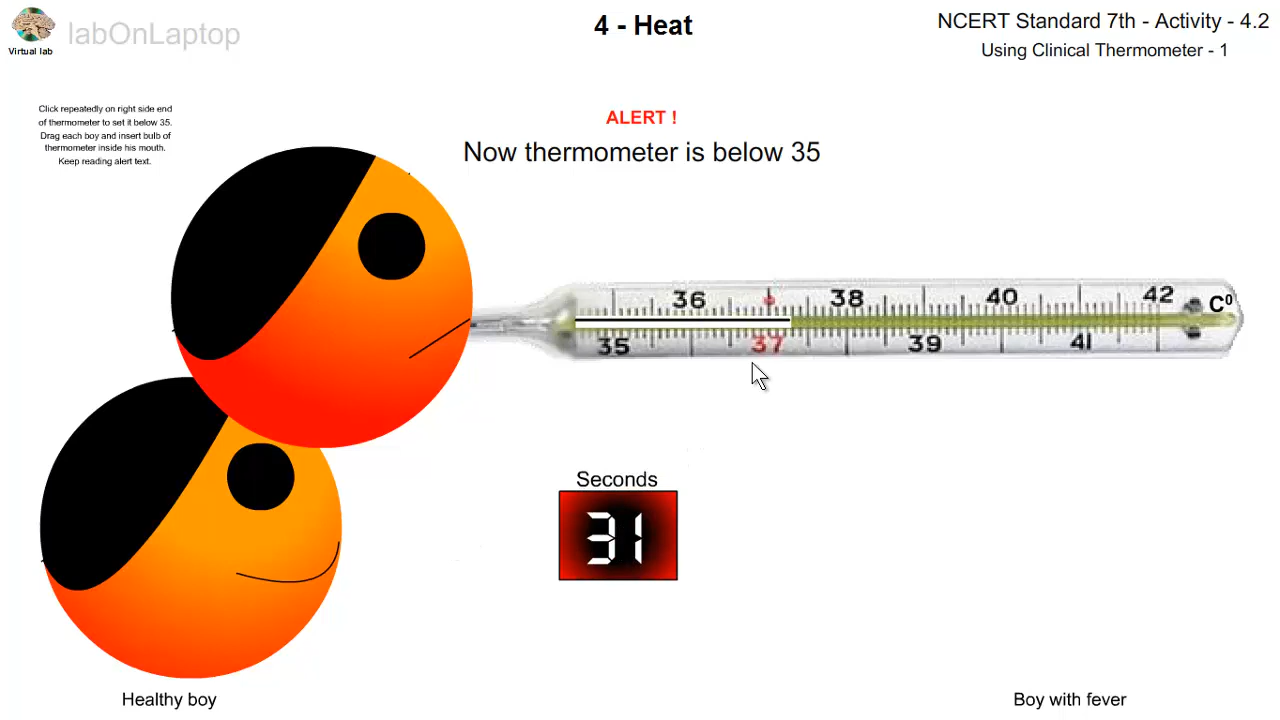 Virtual lab
labOnLaptop
4 - Heat
NCERT Standard 7th - Activity - 4.2
Using Clinical Thermometer - 1
Click repeatedly on right side end
of thermometer to set it below 35.
Drag each boy and insert bulb of
thermometer inside his mouth.
Keep reading alert text.
ALERT !
Now thermometer is below 35
36 38 40 42 C⁰
35 37 39 41
Seconds
31
Healthy boy
Boy with fever